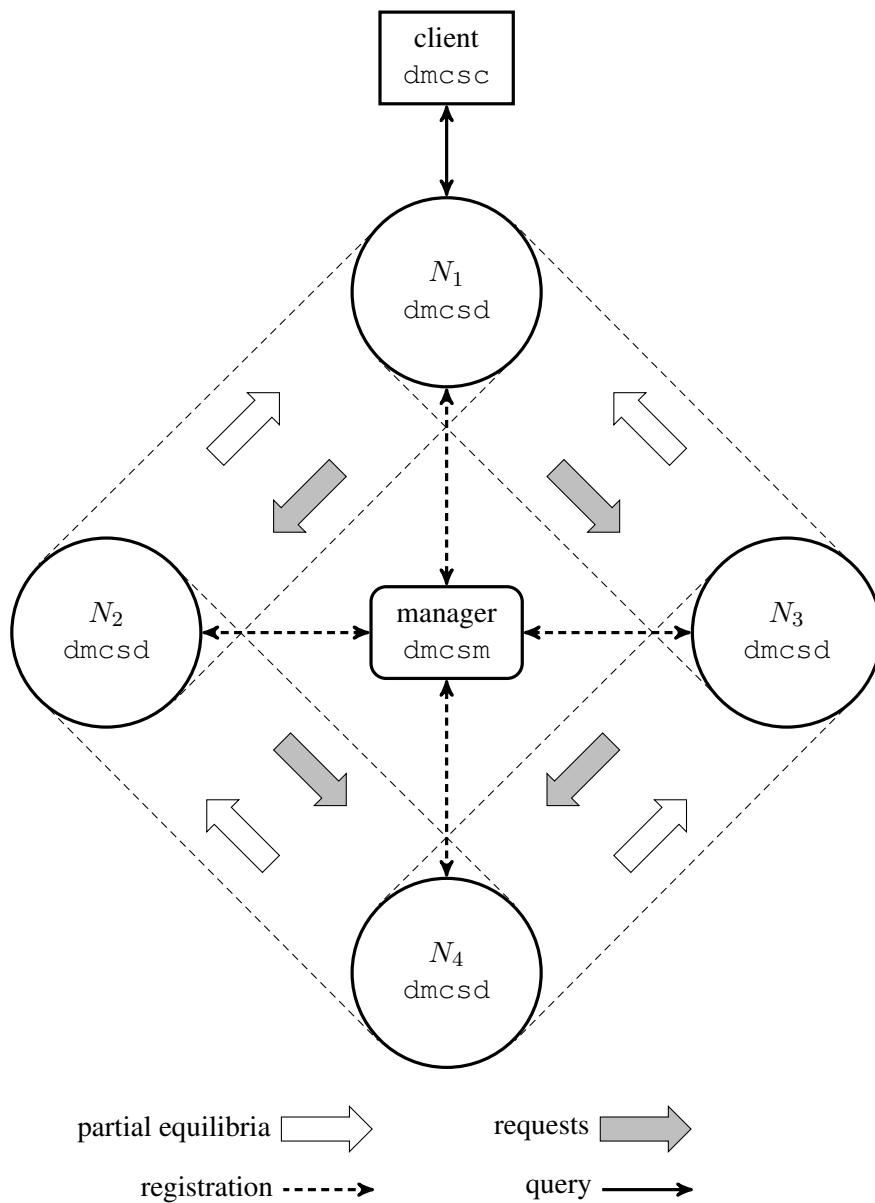 client
dmcsc
N1
dmcsd
N2
dmcsd
manager
dmcsm
N3
dmcsd
N4
dmcsd
partial equilibria
requests
registration
query